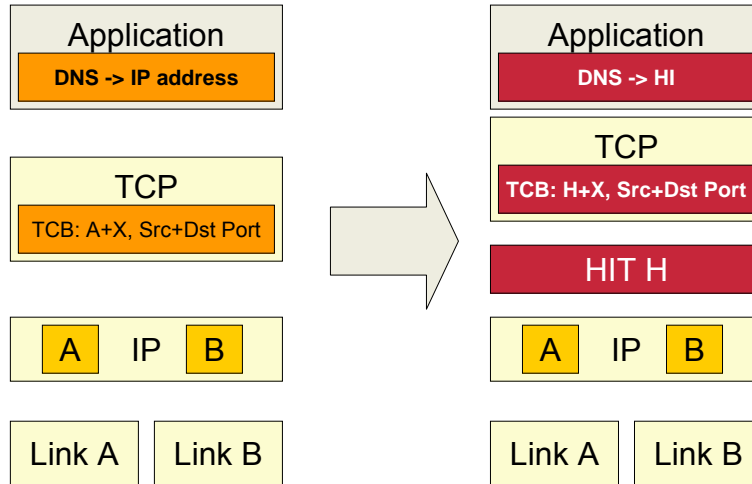 Application
DNS -> IP address
TCP
TCB: A+X, Src+Dst Port
A IP B
Link A Link B
Application
DNS -> HI
TCP
TCB: H+X, Src+Dst Port
HIT H
A IP B
Link A Link B